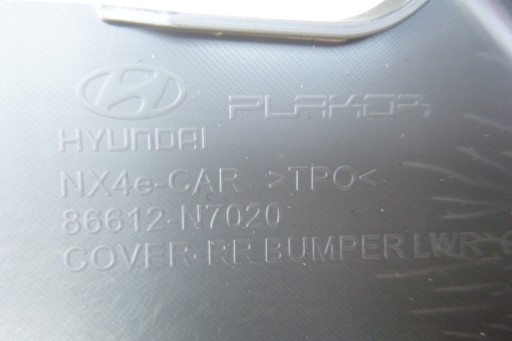 PLAKOR
HYUNDAI
NX4e-CAR >TPO<
86612-N7020
COVER-RR BUMPER LWR